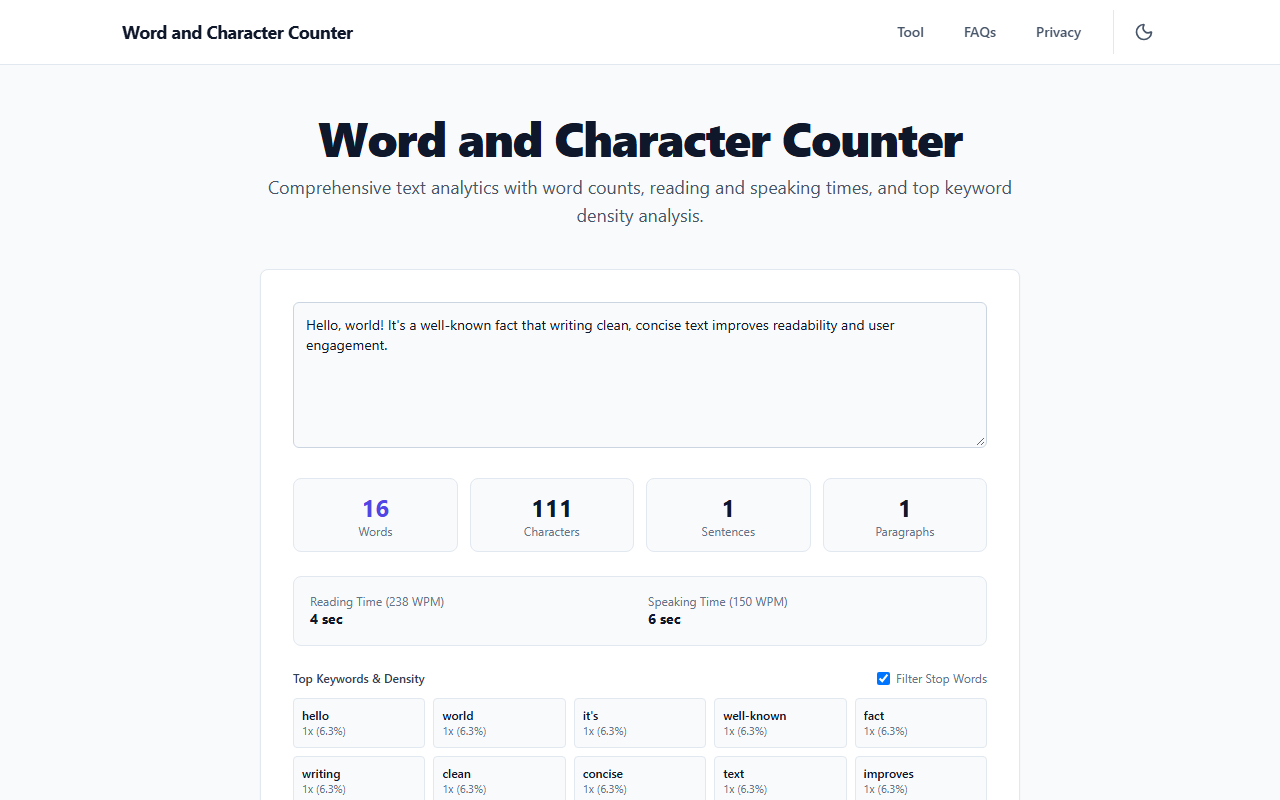 Word and Character Counter
Tool
FAQs
Privacy
Word and Character Counter
Comprehensive text analytics with word counts, reading and speaking times, and top keyword
density analysis.
Hello, world! It's a well-known fact that writing clean, concise text improves readability and user
engagement.
16
Words
111
Characters
1
Sentences
1
Paragraphs
Reading Time (238 WPM)
4 sec
Speaking Time (150 WPM)
6 sec
Top Keywords & Density
Filter Stop Words
hello
1x (6.3%)
world
1x (6.3%)
it's
1x (6.3%)
well-known
1x (6.3%)
fact
1x (6.3%)
writing
1x (6.3%)
clean
1x (6.3%)
concise
1x (6.3%)
text
1x (6.3%)
improves
1x (6.3%)